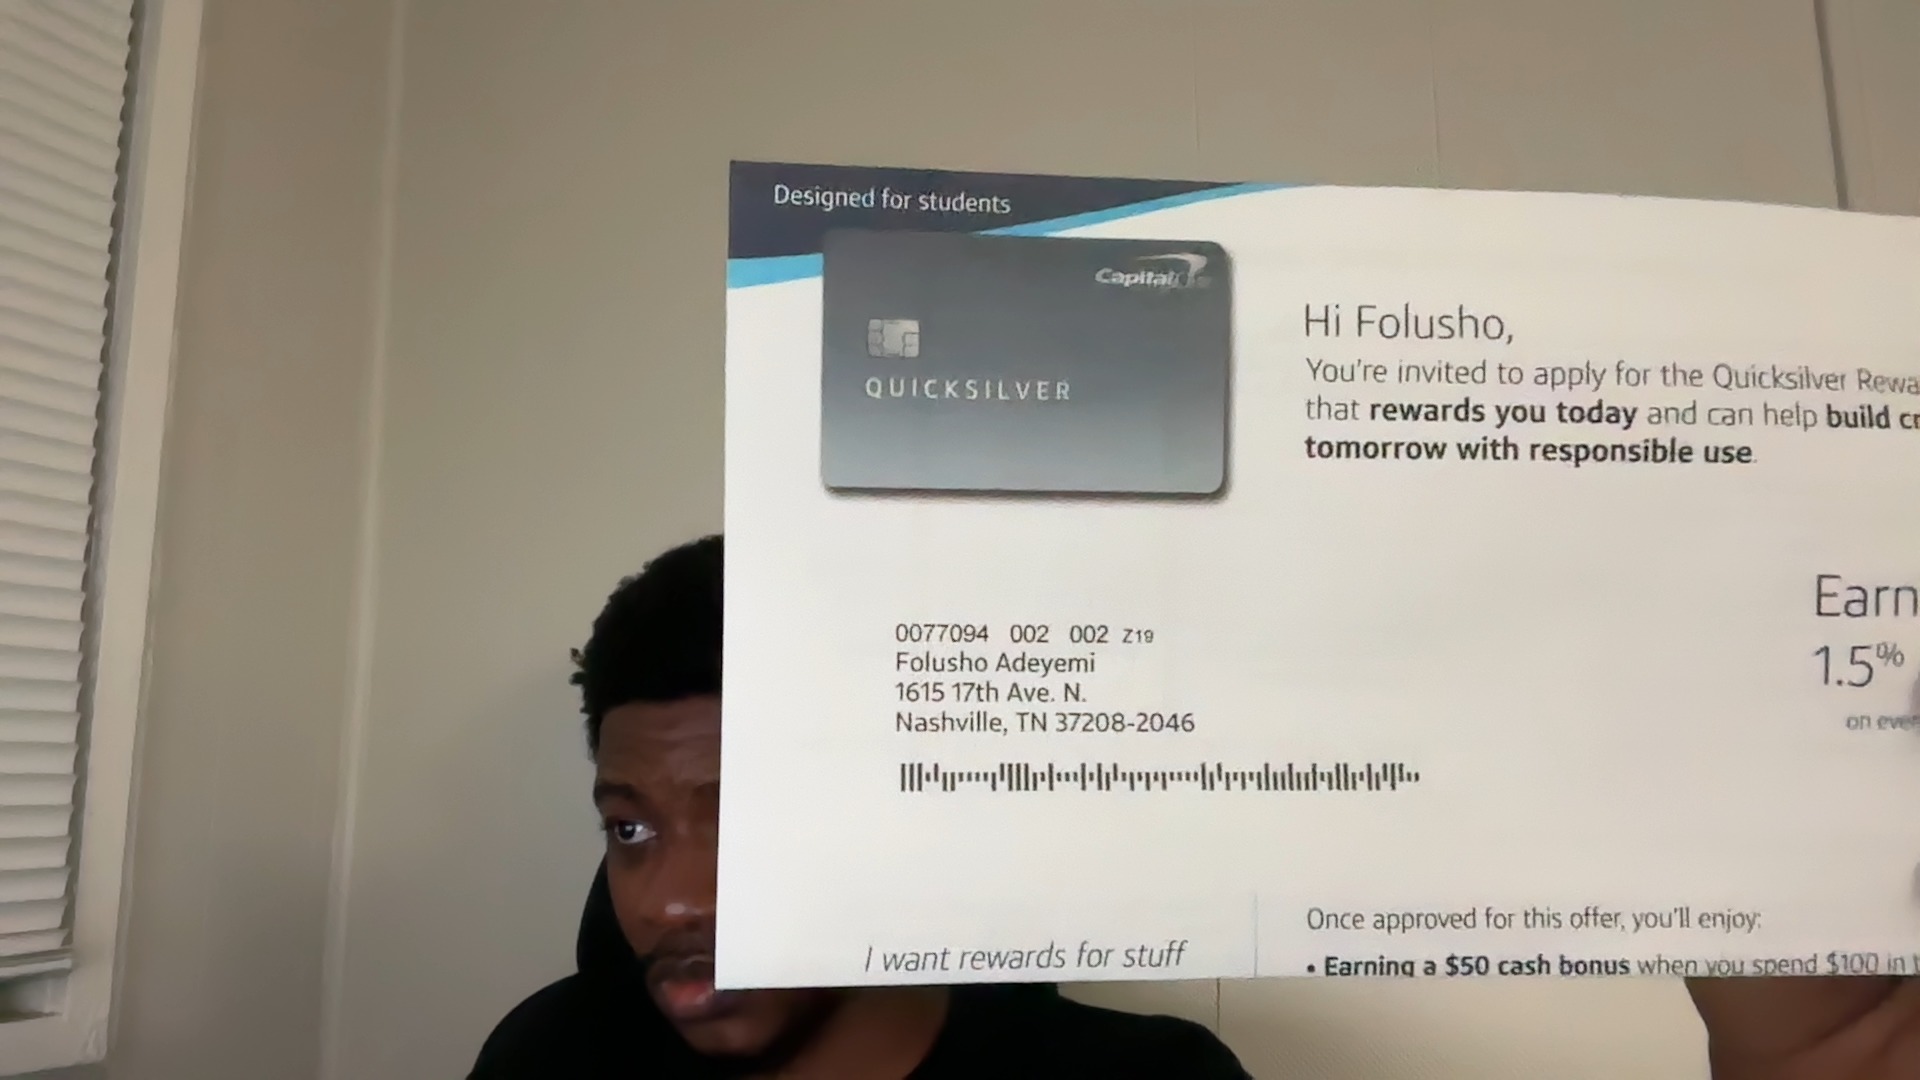 Designed for students
Capital One
QUICKSILVER
Hi Folusho,
You're invited to apply for the Quicksilver
that rewards you today and can help build
tomorrow with responsible use.
Earn
1.5%
on
0077094 002 002 Z19
Folusho Adeyemi
1615 17th Ave. N.
Nashville, TN 37208-2046
I want rewards for stuff
Once approved for this offer, you'll enjoy:
• Earning a $50 cash bonus when you spend $100 in